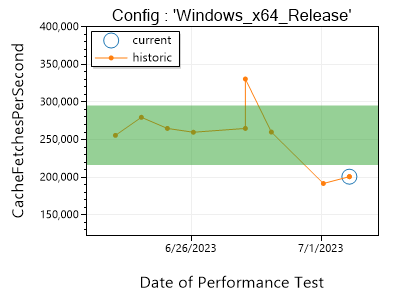 Config : 'Windows_x64_Release'
400,000
350,000
300,000
250,000
200,000
150,000
current
historic
CacheFetchesPerSecond
6/26/2023
7/1/2023
Date of Performance Test